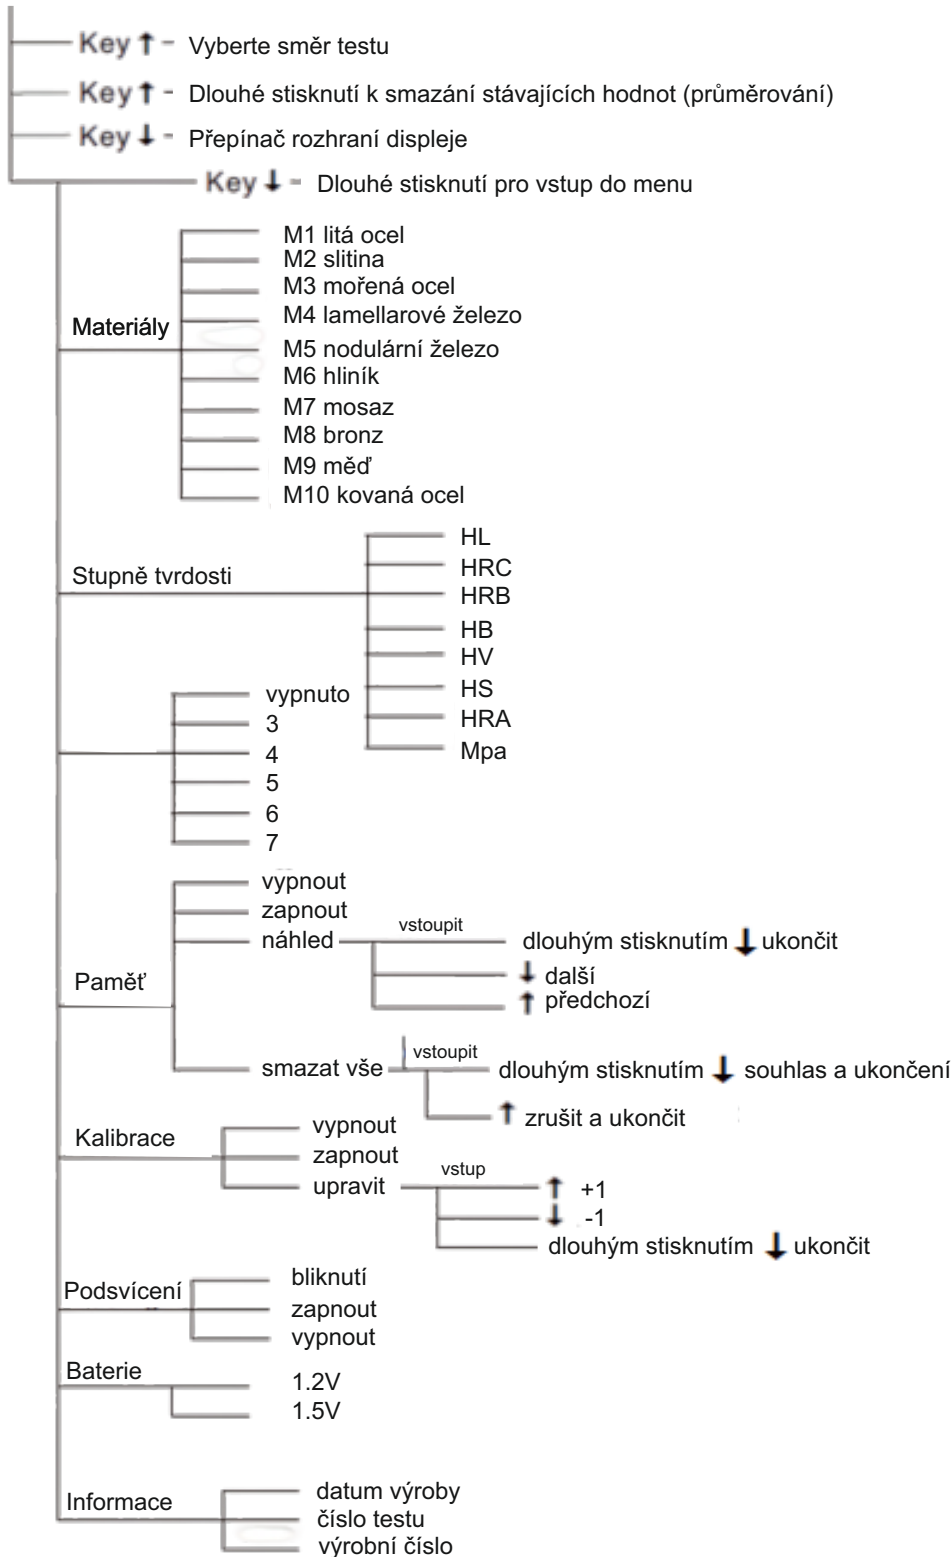 Key ↑ - Vyberte směr testu
Key ↑ - Dlouhé stisknutí k smazání stávajících hodnot (průměrování)
Key ↓ - Přepínač rozhraní displeje
Key ↓ - Dlouhé stisknutí pro vstup do menu
Materiály
M1 litá ocel
M2 slitina
M3 mořená ocel
M4 lamellarové železo
M5 nodulární železo
M6 hliník
M7 mosaz
M8 bronz
M9 měď
M10 kovaná ocel
Stupně tvrdosti
HL
HRC
HRB
HB
HV
HS
HRA
Mpa
vypnuto
3
4
5
6
7
Paměť
vypnout
zapnout
náhled
vstoupit
dlouhým stisknutím ↓ ukončit
↓ další
↑ předchozí
smazat vše
vstoupit
dlouhým stisknutím ↓ souhlas a ukončení
↑ zrušit a ukončit
Kalibrace
vypnout
zapnout
upravit
vstup
↑ +1
↓ -1
dlouhým stisknutím ↓ ukončit
Podsvícení
bliknutí
zapnout
vypnout
Baterie
1.2V
1.5V
Informace
datum výroby
číslo testu
výrobní číslo